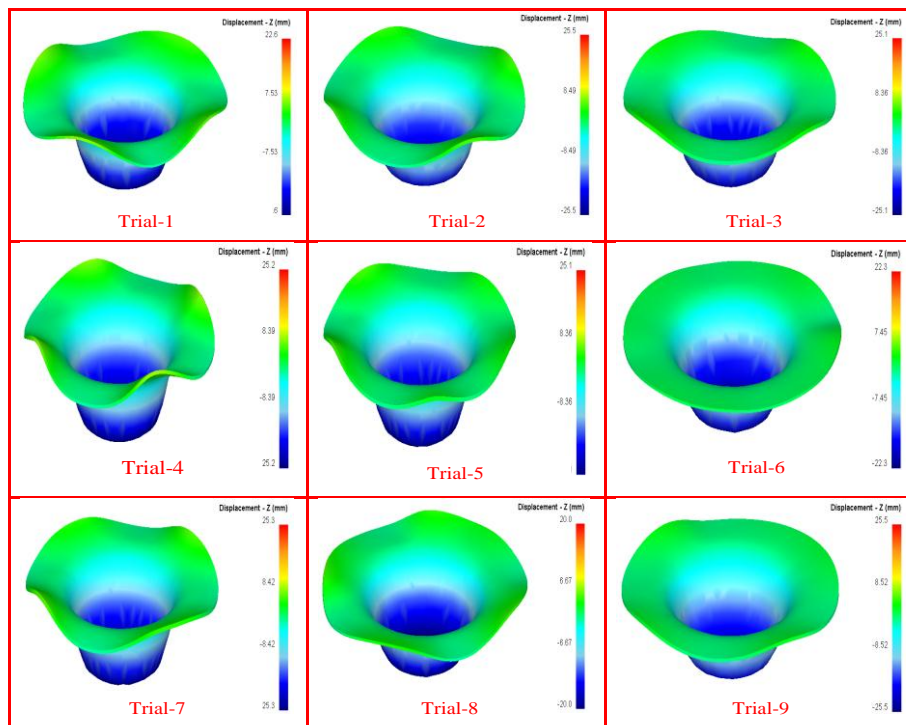 Displacement - Z (mm)
22.6
7.53
-7.53
.6
Trial-1
Displacement - Z (mm)
25.5
8.49
-8.49
-25.5
Trial-2
Displacement - Z (mm)
25.1
8.36
-8.36
-25.1
Trial-3
Displacement - Z (mm)
25.2
8.39
-8.39
25.2
Trial-4
Displacement - Z (mm)
25.1
8.36
-8.36
Trial-5
Displacement - Z (mm)
22.3
7.45
-7.45
-22.3
Trial-6
Displacement - Z (mm)
25.3
8.42
-8.42
25.3
Trial-7
Displacement - Z (mm)
20.0
6.67
-6.67
-20.0
Trial-8
Displacement - Z (mm)
25.5
8.52
-8.52
-25.5
Trial-9